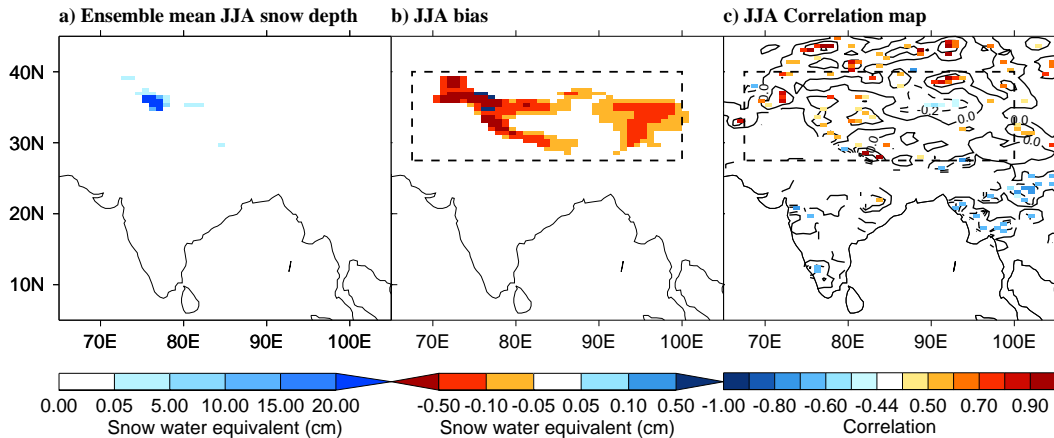 a) Ensemble mean JJA snow depth
b) JJA bias
c) JJA Correlation map
40N
30N
20N
10N
0.0
-0.2
0.0
0.0
0.0
0.0
70E 80E 90E 100E
70E 80E 90E 100E
70E 80E 90E 100E
0.00 0.05 5.00 10.00 15.00 20.00
-0.50 -0.10 -0.05 0.05 0.10 0.50
-1.00 -0.80 -0.60 -0.44 0.50 0.70 0.90
Snow water equivalent (cm)
Snow water equivalent (cm)
Correlation